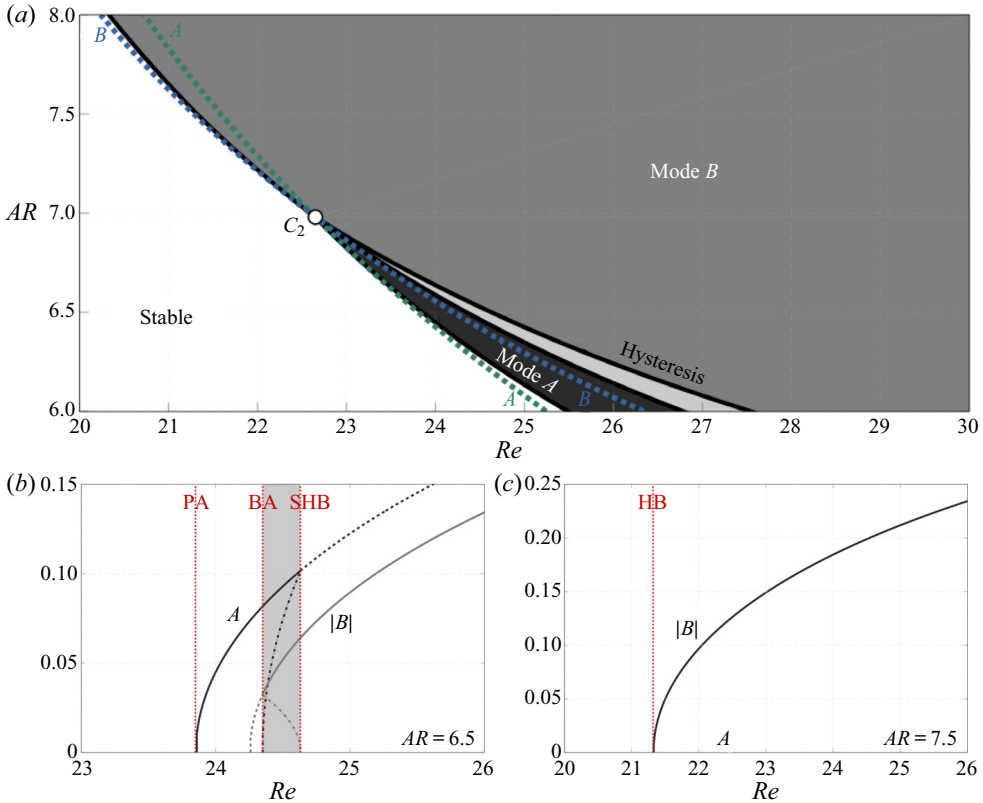 (a)
8.0
7.5
7.0
6.5
6.0
AR
B
A
C2
Mode B
Stable
Hysteresis
Mode A
A
B
20 21 22 23 24 25 26 27 28 29 30
Re
(b)
0.15
0.10
0.05
0
PA
BA
SHB
A
|B|
AR = 6.5
23 24 25 26
Re
(c)
0.25
0.20
0.15
0.10
0.05
0
HB
|B|
A
AR = 7.5
20 21 22 23 24 25 26
Re